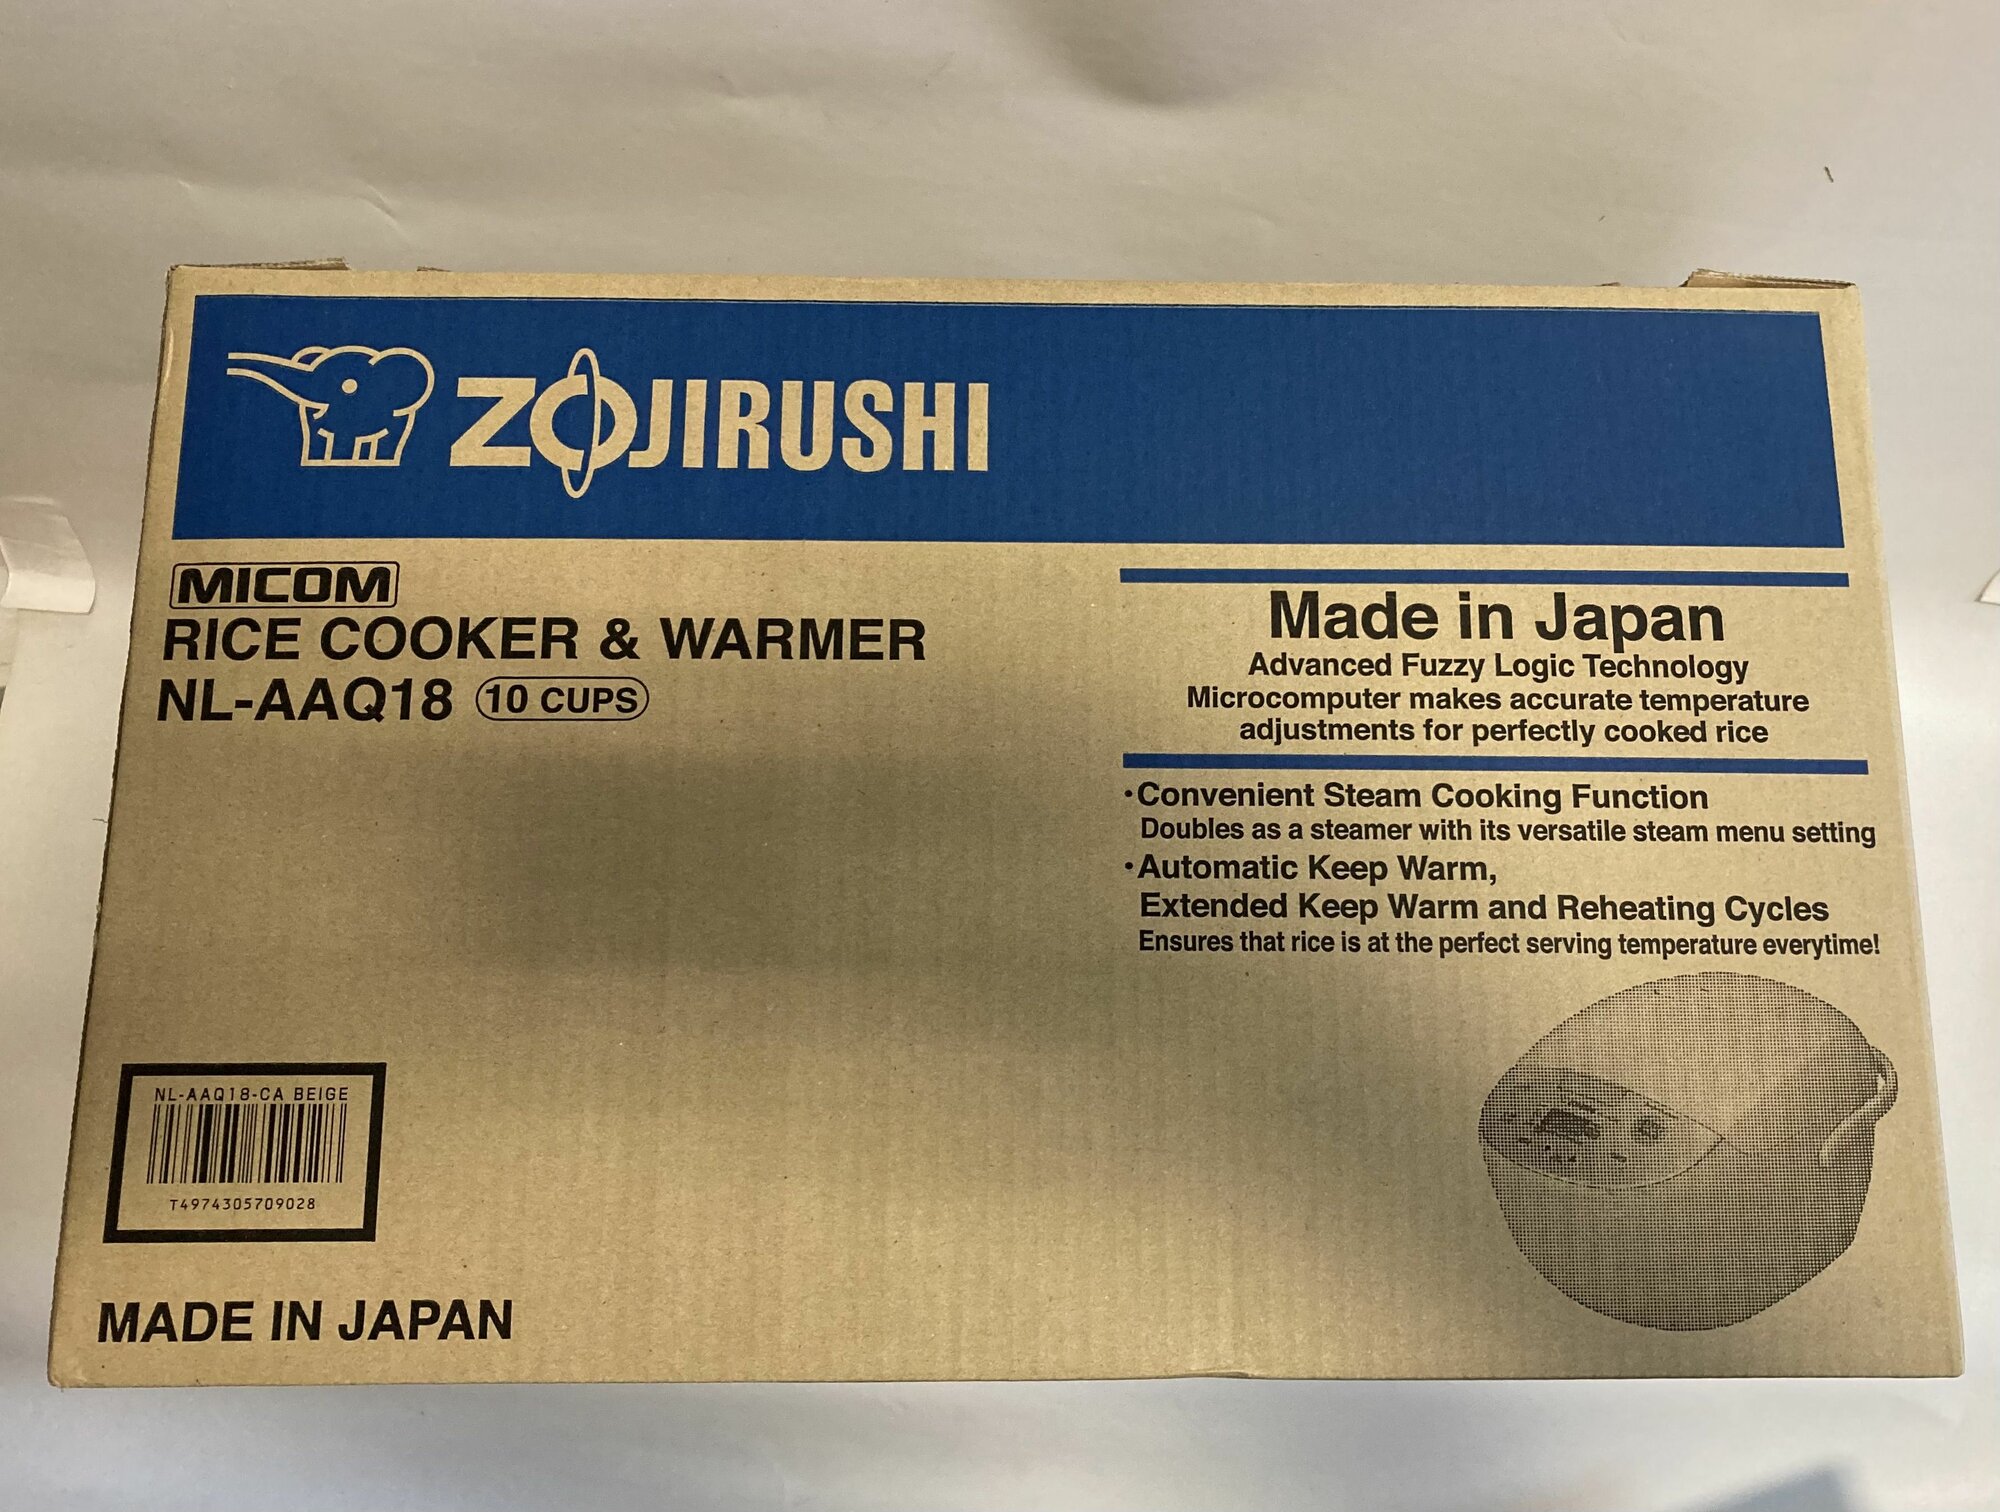 ZOJIRUSHI
MICOM
RICE COOKER & WARMER
NL-AAQ18 10 CUPS
Made in Japan
Advanced Fuzzy Logic Technology
Microcomputer makes accurate temperature
adjustments for perfectly cooked rice
・Convenient Steam Cooking Function
Doubles as a steamer with its versatile steam menu setting
・Automatic Keep Warm,
Extended Keep Warm and Reheating Cycles
Ensures that rice is at the perfect serving temperature everytime!
NL-AAQ18-CA BEIGE
T4974305709028
MADE IN JAPAN